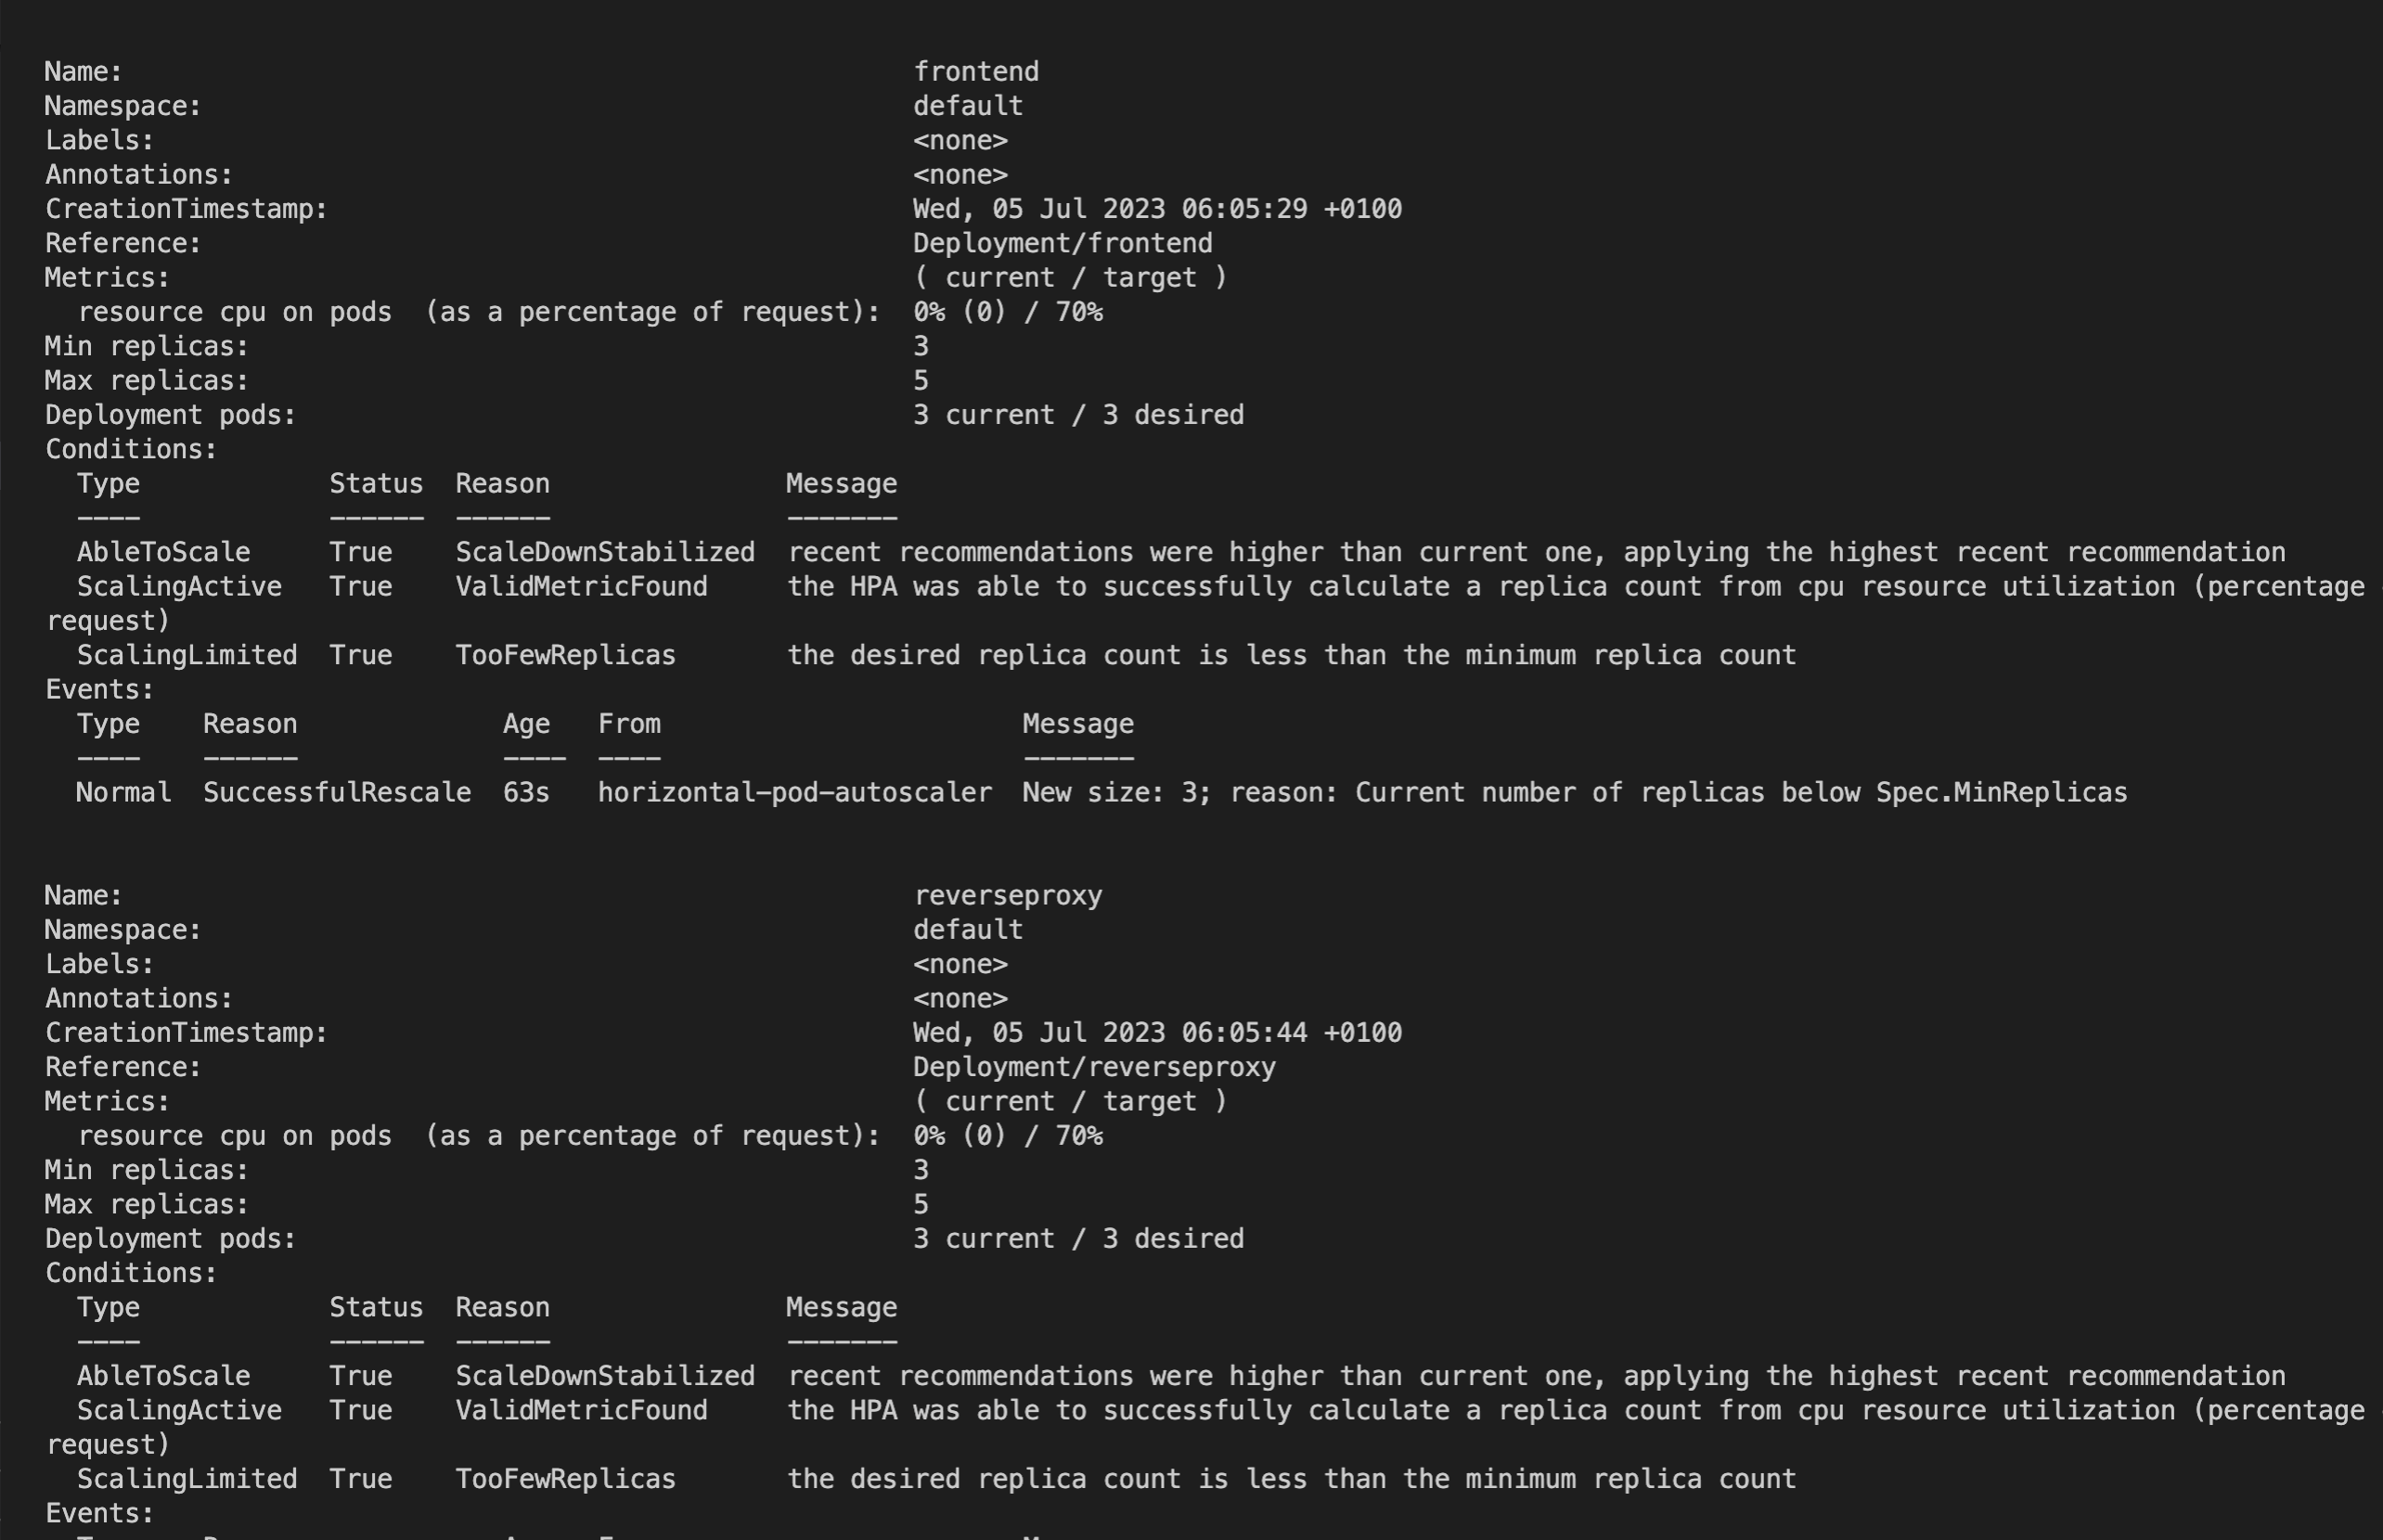 Name:                                                  frontend
Namespace:                                             default
Labels:                                                <none>
Annotations:                                           <none>
CreationTimestamp:                                     Wed, 05 Jul 2023 06:05:29 +0100
Reference:                                             Deployment/frontend
Metrics:                                               ( current / target )
  resource cpu on pods  (as a percentage of request):  0% (0) / 70%
Min replicas:                                          3
Max replicas:                                          5
Deployment pods:                                       3 current / 3 desired
Conditions:
  Type            Status  Reason               Message
  ----            ------  ------               -------
  AbleToScale     True    ScaleDownStabilized  recent recommendations were higher than current one, applying the highest recent recommendation
  ScalingActive   True    ValidMetricFound     the HPA was able to successfully calculate a replica count from cpu resource utilization (percentage
request)
  ScalingLimited  True    TooFewReplicas       the desired replica count is less than the minimum replica count
Events:
  Type    Reason             Age   From                       Message
  ----    ------             ----  ----                       -------
  Normal  SuccessfulRescale  63s   horizontal-pod-autoscaler  New size: 3; reason: Current number of replicas below Spec.MinReplicas
Name:                                                  reverseproxy
Namespace:                                             default
Labels:                                                <none>
Annotations:                                           <none>
CreationTimestamp:                                     Wed, 05 Jul 2023 06:05:44 +0100
Reference:                                             Deployment/reverseproxy
Metrics:                                               ( current / target )
  resource cpu on pods  (as a percentage of request):  0% (0) / 70%
Min replicas:                                          3
Max replicas:                                          5
Deployment pods:                                       3 current / 3 desired
Conditions:
  Type            Status  Reason               Message
  ----            ------  ------               -------
  AbleToScale     True    ScaleDownStabilized  recent recommendations were higher than current one, applying the highest recent recommendation
  ScalingActive   True    ValidMetricFound     the HPA was able to successfully calculate a replica count from cpu resource utilization (percentage
request)
  ScalingLimited  True    TooFewReplicas       the desired replica count is less than the minimum replica count
Events: